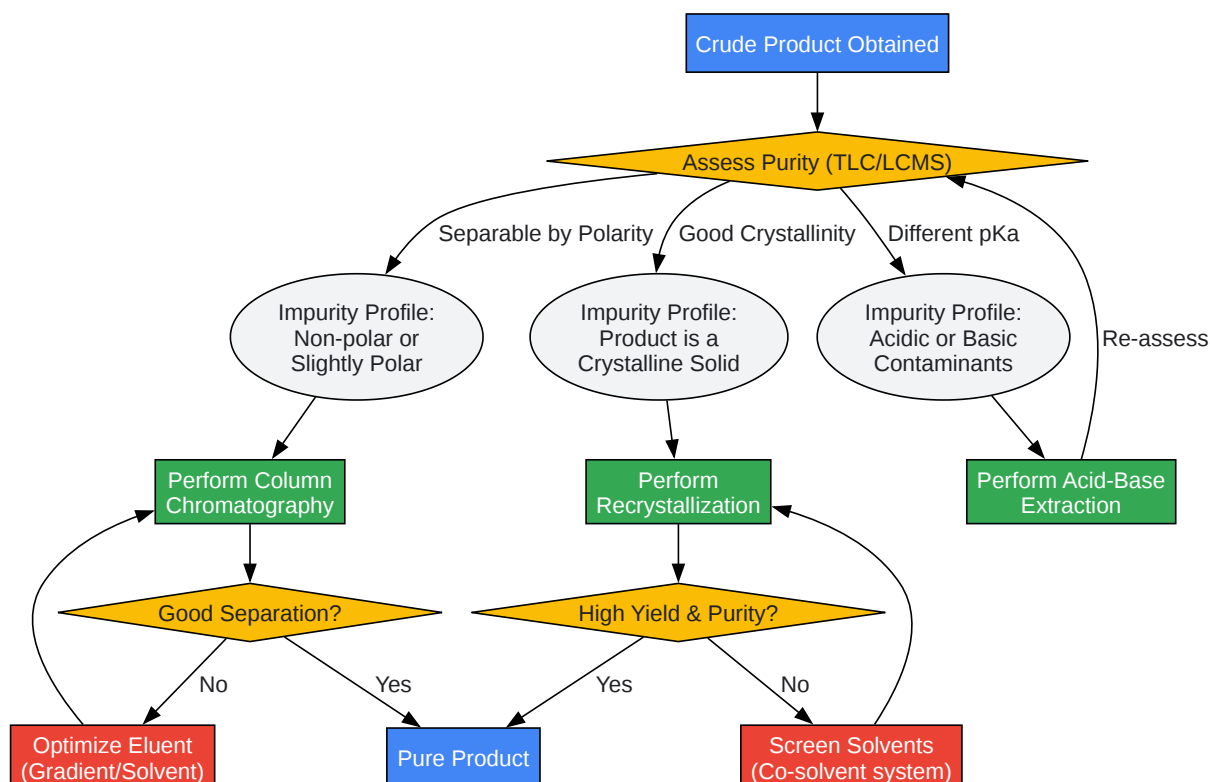 Crude Product Obtained
Assess Purity (TLC/LCMS)
Separable by Polarity
Good Crystallinity
Different pKa
Impurity Profile:
Non-polar or
Slightly Polar
Impurity Profile:
Product is a
Crystalline Solid
Impurity Profile:
Acidic or Basic
Contaminants
Re-assess
Perform Column
Chromatography
Perform
Recrystallization
Perform Acid-Base
Extraction
Good Separation?
High Yield & Purity?
No
Yes
Yes
No
Optimize Eluent
(Gradient/Solvent)
Pure Product
Screen Solvents
(Co-solvent system)